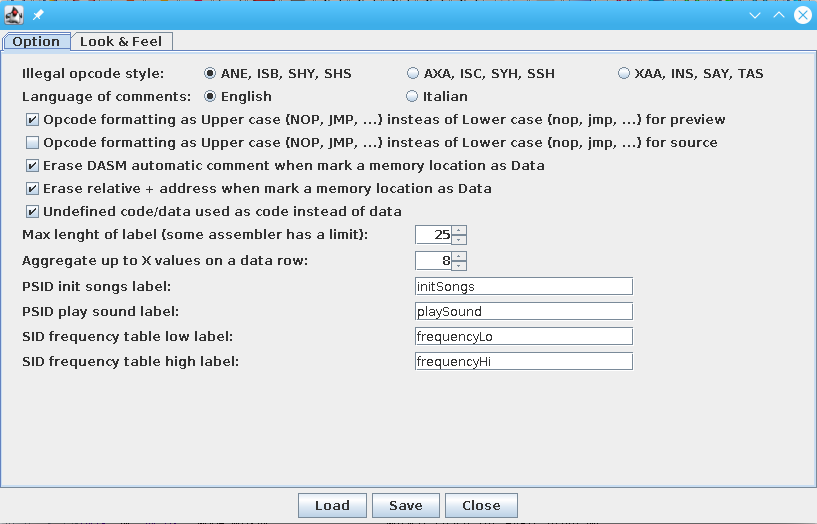 Option Look & Feel
Illegal opcode style: ANE, ISB, SHY, SHS AXA, ISC, SYH, SSH XAA, INS, SAY, TAS
Language of comments: English Italian
Opcode formatting as Upper case {NOP, JMP, ...} insteas of Lower case {nop, jmp, ...} for preview
Opcode formatting as Upper case {NOP, JMP, ...} insteas of Lower case {nop, jmp, ...} for source
Erase DASM automatic comment when mark a memory location as Data
Erase relative + address when mark a memory location as Data
Undefined code/data used as code instead of data
Max lenght of label {some assembler has a limit}: 25
Aggregate up to X values on a data row: 8
PSID init songs label: initSongs
PSID play sound label: playSound
SID frequency table low label: frequencyLo
SID frequency table high label: frequencyHi
Load Save Close